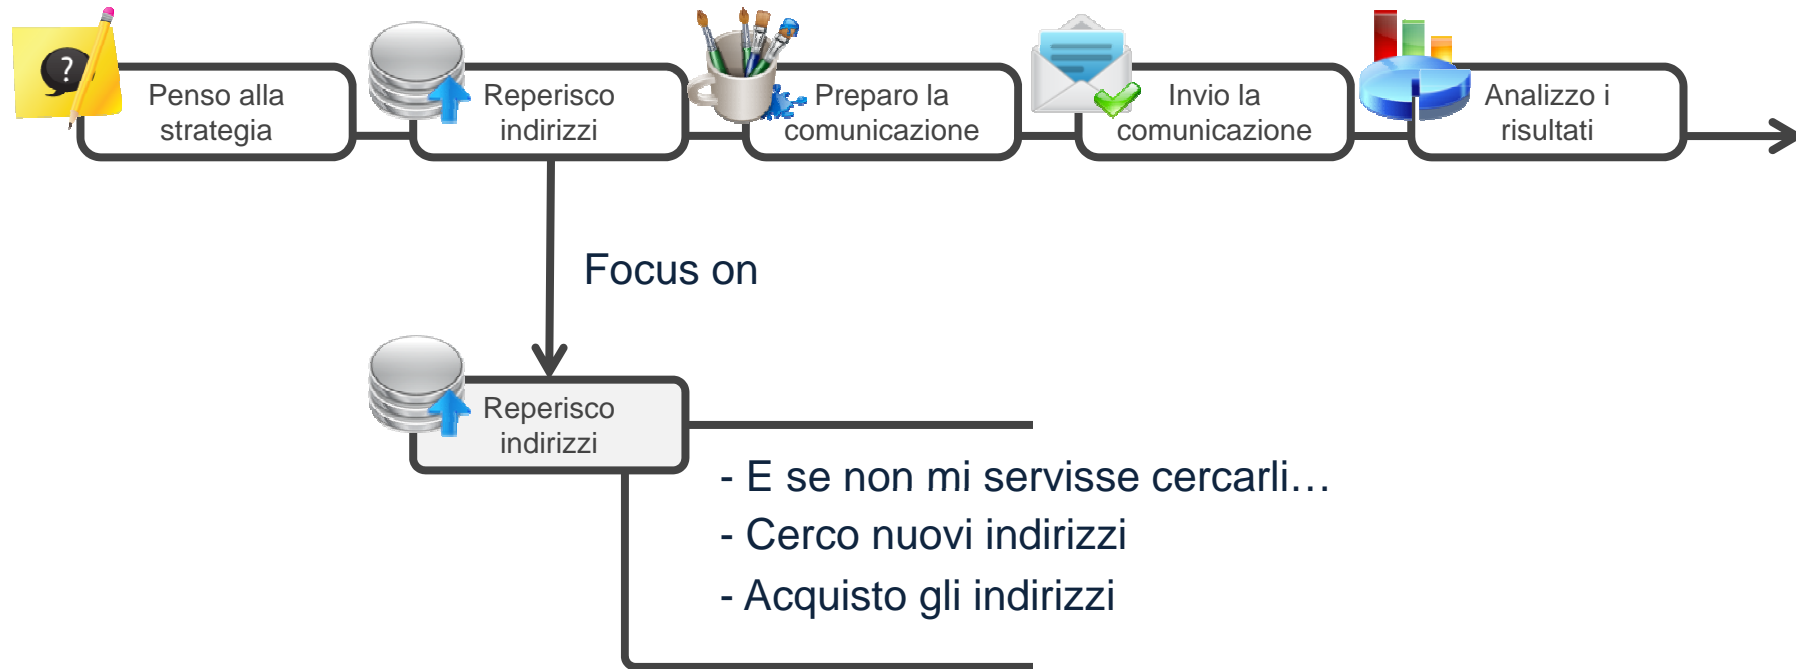 ?
Penso alla
strategia
Reperisco
indirizzi
Preparo la
comunicazione
Invio la
comunicazione
Analizzo i
risultati
Focus on
Reperisco
indirizzi
- E se non mi servisse cercarli…
- Cerco nuovi indirizzi
- Acquisto gli indirizzi